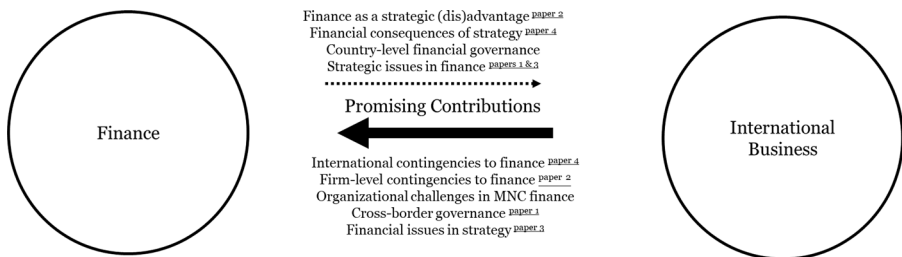 Finance as a strategic (dis)advantage paper 2
Financial consequences of strategy paper 4
Country-level financial governance
Strategic issues in finance papers 1 & 3
Promising Contributions
Finance
International
Business
International contingencies to finance paper 4
Firm-level contingencies to finance paper 2
Organizational challenges in MNC finance
Cross-border governance paper 1
Financial issues in strategy paper 3